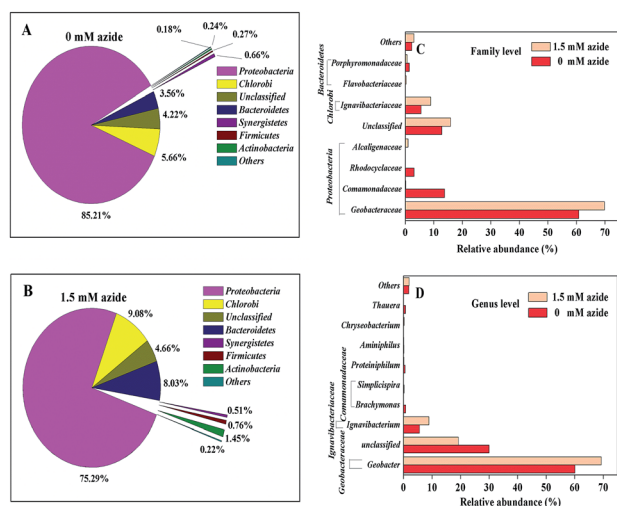 A
0 mM azide
0.18%
0.24%
0.27%
0.66%
3.56%
4.22%
5.66%
85.21%
Proteobacteria
Chlorobi
Unclassified
Bacteroidetes
Synergistetes
Firmicutes
Actinobacteria
Others
B
1.5 mM azide
9.08%
4.66%
8.03%
0.51%
0.76%
1.45%
0.22%
75.29%
Proteobacteria
Chlorobi
Unclassified
Bacteroidetes
Synergistetes
Firmicutes
Actinobacteria
Others
C
Family level
1.5 mM azide
0 mM azide
Bacteroidetes
Chlorobi
Proteobacteria
Others
Porphyromonadaceae
Flavobacteriaceae
Ignavibacteriaceae
Unclassified
Alcaligenaceae
Rhodocyclaceae
Comamonadaceae
Geobacteraceae
0 10 20 30 40 50 60 70
Relative abundance (%)
D
Genus level
1.5 mM azide
0 mM azide
Comamonadaceae
Ignavibacteriaceae
Geobacteraceae
Others
Thauera
Chryseobacterium
Aminiphilus
Proteiniphilum
Simplicispira
Brachymonas
Ignavibacterium
unclassified
Geobacter
0 10 20 30 40 50 60 70
Relative abundance (%)